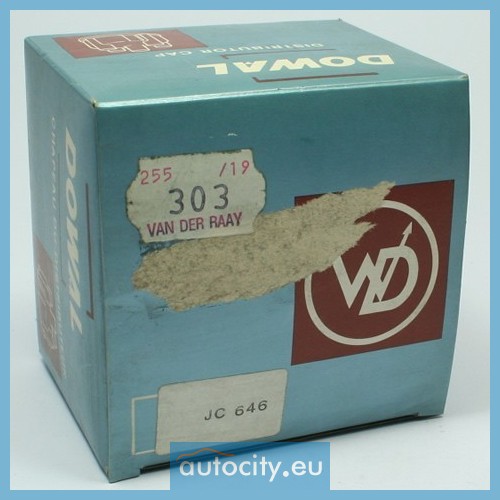 DOWAL
DISTRIBUTOR CAP
DOWAL
255 /19
303
VAN DER RAAY
WD
JC 646
autocity.eu